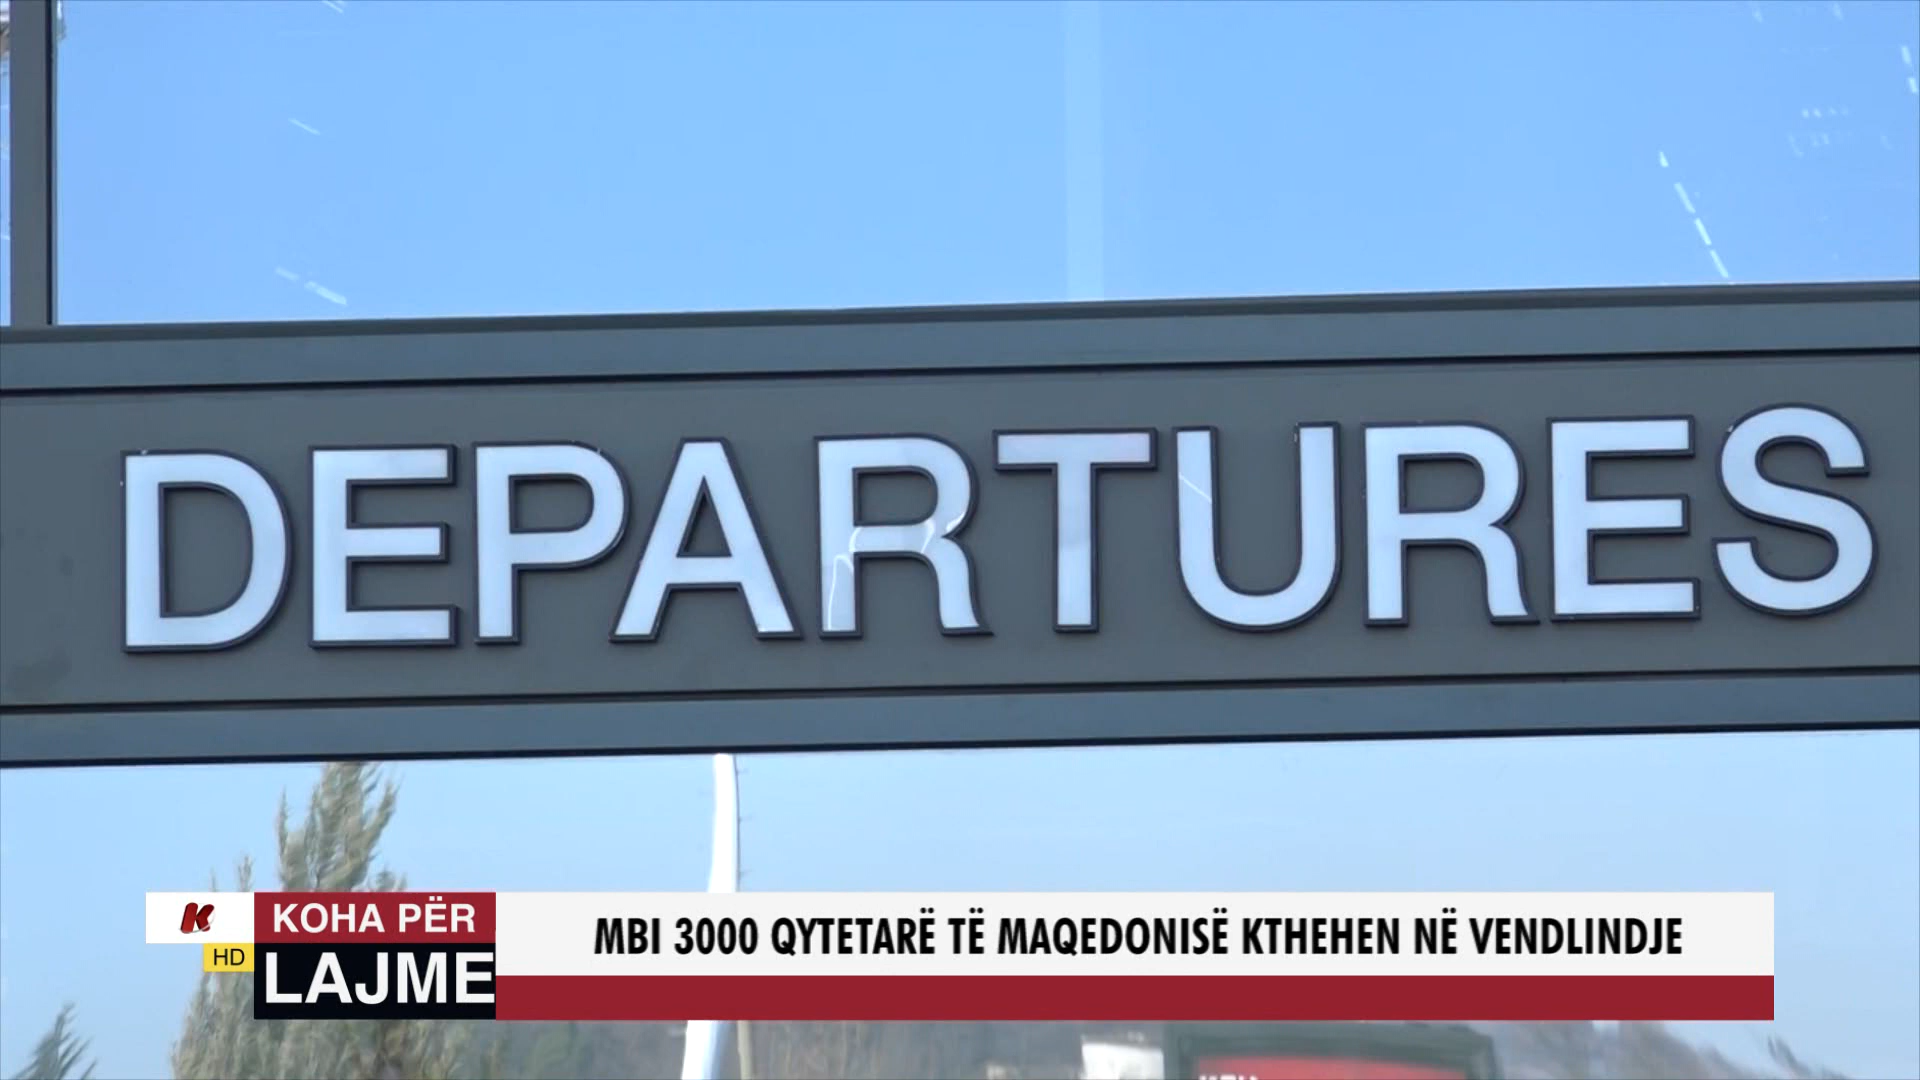 DEPARTURES
K
HD
KOHA PËR
LAJME
MBI 3000 QYTETARË TË MAQEDONISË KTHEHEN NË VENDLINDJE